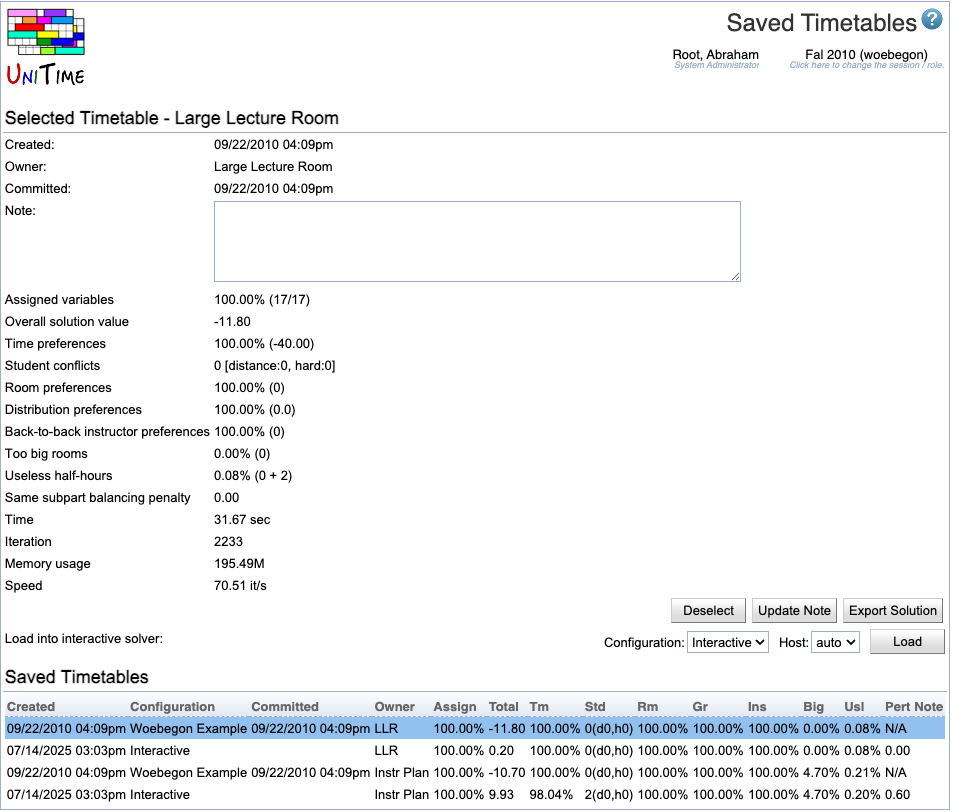 Saved Timetables ?
UniTime
Root, Abraham
System Administrator
Fal 2010 (woebegon)
Click here to change the session / role.
Selected Timetable - Large Lecture Room
Created: 09/22/2010 04:09pm
Owner: Large Lecture Room
Committed: 09/22/2010 04:09pm
Note:
Assigned variables 100.00% (17/17)
Overall solution value -11.80
Time preferences 100.00% (-40.00)
Student conflicts 0 [distance:0, hard:0]
Room preferences 100.00% (0)
Distribution preferences 100.00% (0.0)
Back-to-back instructor preferences 100.00% (0)
Too big rooms 0.00% (0)
Useless half-hours 0.08% (0 + 2)
Same subpart balancing penalty 0.00
Time 31.67 sec
Iteration 2233
Memory usage 195.49M
Speed 70.51 it/s
Deselect Update Note Export Solution
Load into interactive solver: Configuration: Interactive Host: auto Load
Saved Timetables
Created Configuration Committed Owner Assign Total Tm Std Rm Gr Ins Big Usl Pert Note
09/22/2010 04:09pm Woebegon Example 09/22/2010 04:09pm LLR 100.00% -11.80 100.00% 0(d0,h0) 100.00% 100.00% 100.00% 0.00% 0.08% N/A
07/14/2025 03:03pm Interactive LLR 100.00% 0.20 100.00% 0(d0,h0) 100.00% 100.00% 100.00% 0.00% 0.08% 0.00
09/22/2010 04:09pm Woebegon Example 09/22/2010 04:09pm Instr Plan 100.00% -10.70 100.00% 0(d0,h0) 100.00% 100.00% 100.00% 4.70% 0.21% N/A
07/14/2025 03:03pm Interactive Instr Plan 100.00% 9.93 98.04% 2(d0,h0) 100.00% 100.00% 100.00% 4.70% 0.20% 0.60